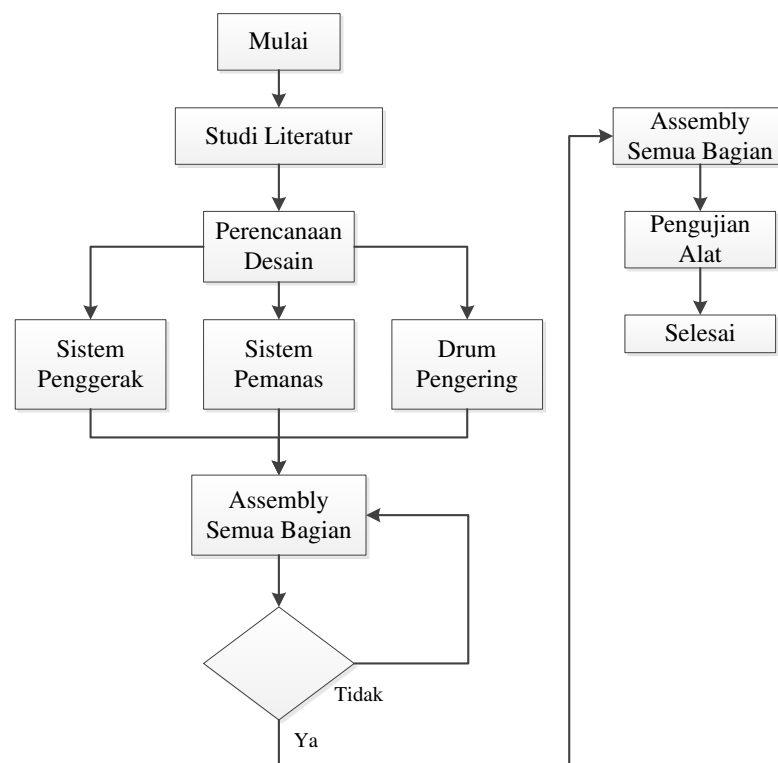 Mulai
Studi Literatur
Perencanaan
Desain
Sistem
Penggerak
Sistem
Pemanas
Drum
Pengering
Assembly
Semua Bagian
Tidak
Ya
Assembly
Semua Bagian
Pengujian
Alat
Selesai